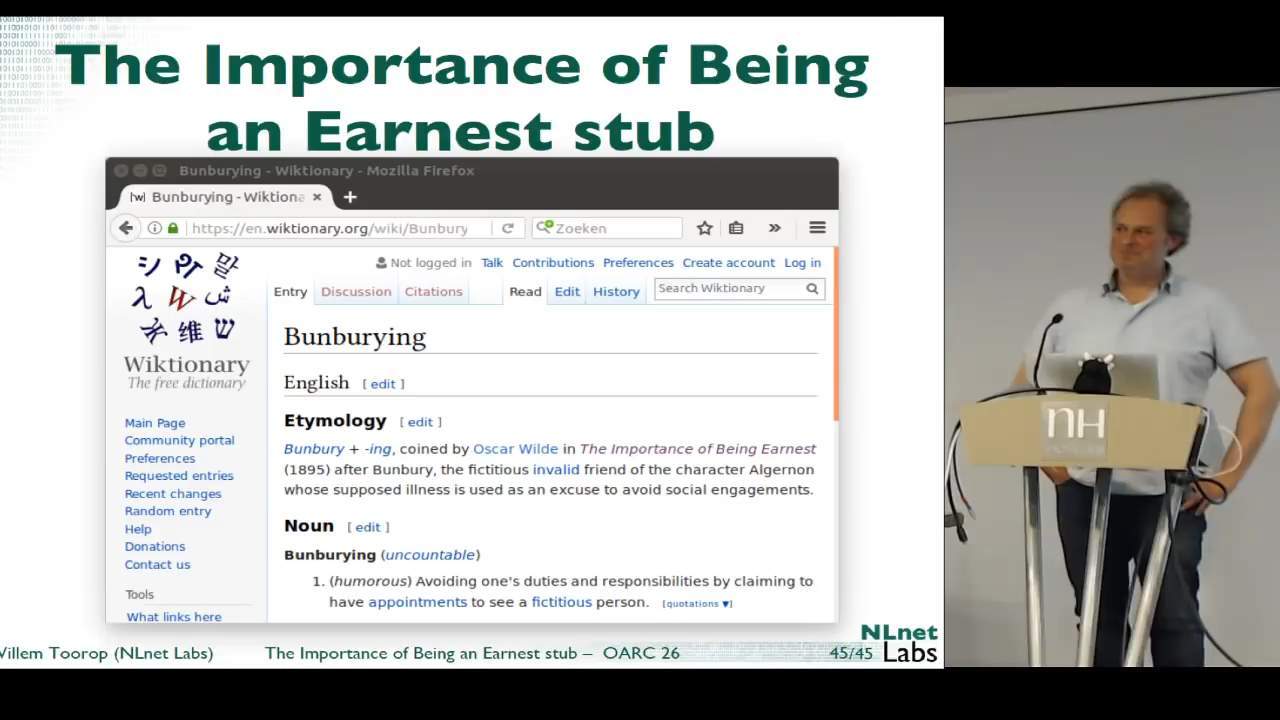 The Importance of Being
an Earnest stub
Bunburying - Wiktionary - Mozilla Firefox
Bunburying - Wiktiona
https://en.wiktionary.org/wiki/Bunbury
Zoeken
Not logged in Talk Contributions Preferences Create account Log in
Entry Discussion Citations Read Edit History Search Wiktionary
Wiktionary
The free dictionary
Main Page
Community portal
Preferences
Requested entries
Recent changes
Random entry
Help
Donations
Contact us
Tools
What links here
Bunburying
English [ edit ]
Etymology [ edit ]
Bunbury + -ing, coined by Oscar Wilde in The Importance of Being Earnest
(1895) after Bunbury, the fictitious invalid friend of the character Algernon
whose supposed illness is used as an excuse to avoid social engagements.
Noun [ edit ]
Bunburying (uncountable)
1. (humorous) Avoiding one's duties and responsibilities by claiming to
have appointments to see a fictitious person. [quotations ▼]
Willem Toorop (NLnet Labs) The Importance of Being an Earnest stub – OARC 26 45/45
NLnet
Labs
NH